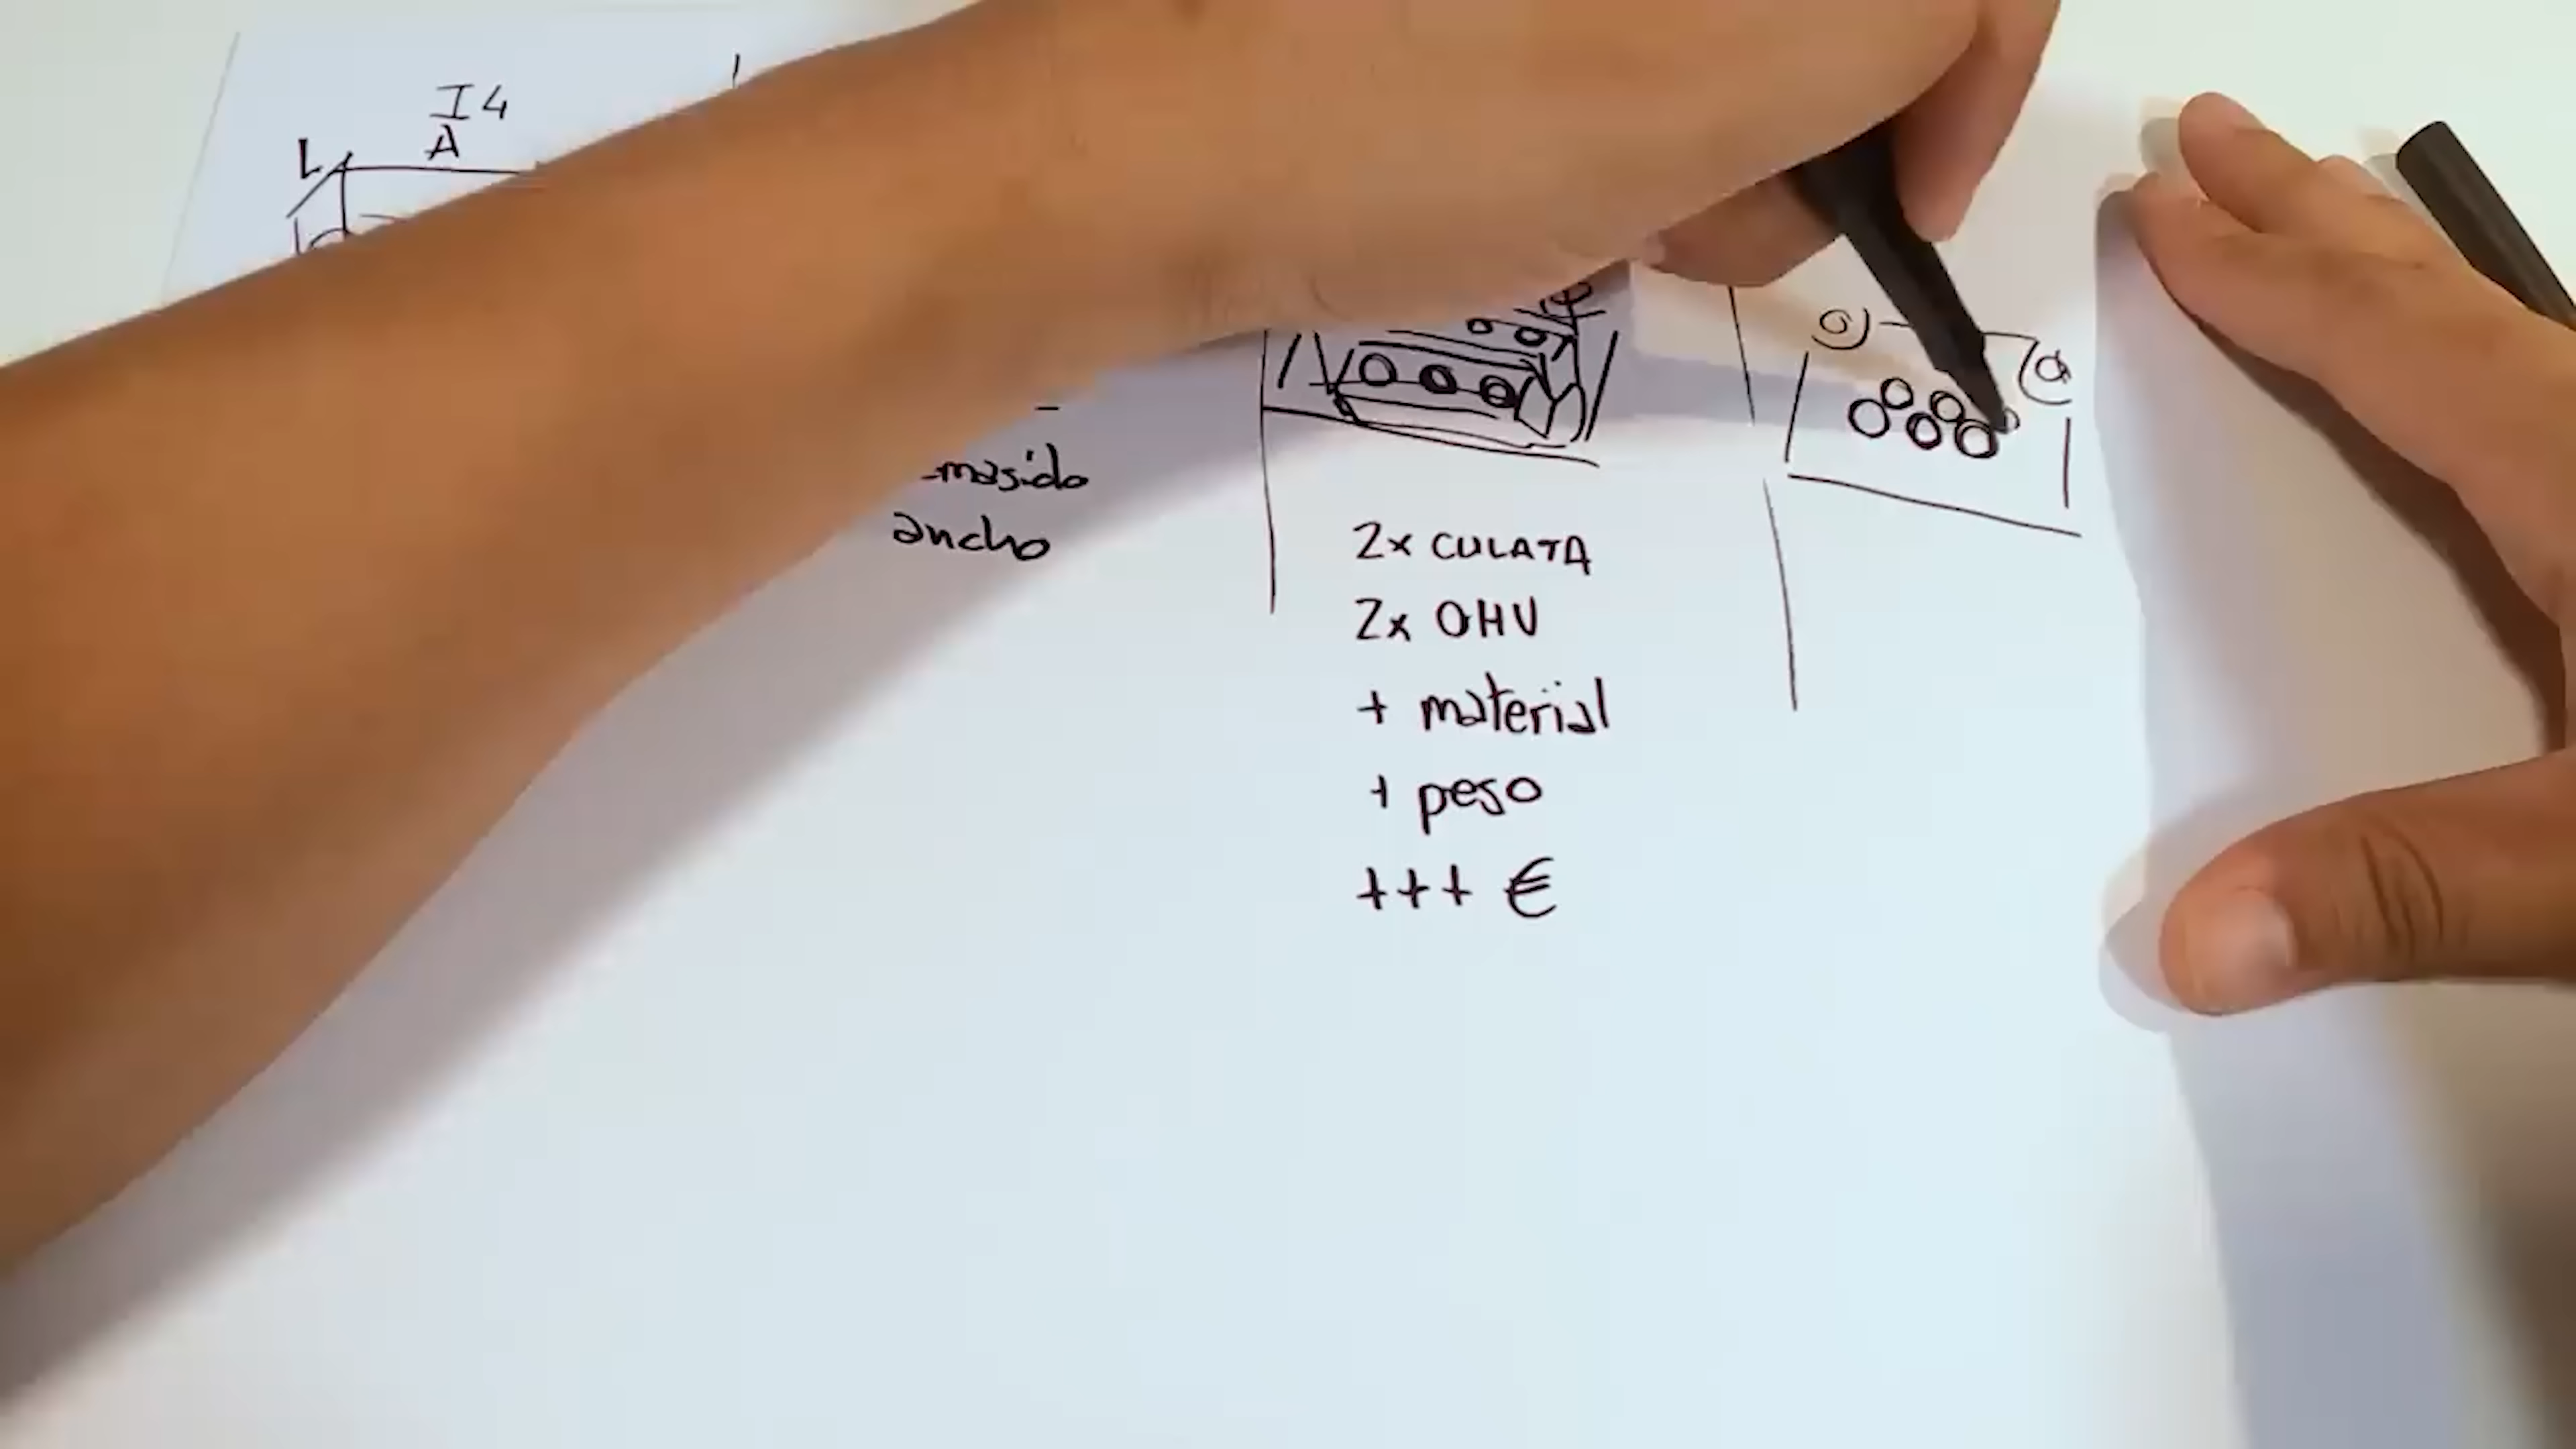 I4
L A
masido
ancho
2x CULATA
2x OHV
+ material
+ peso
+++ €